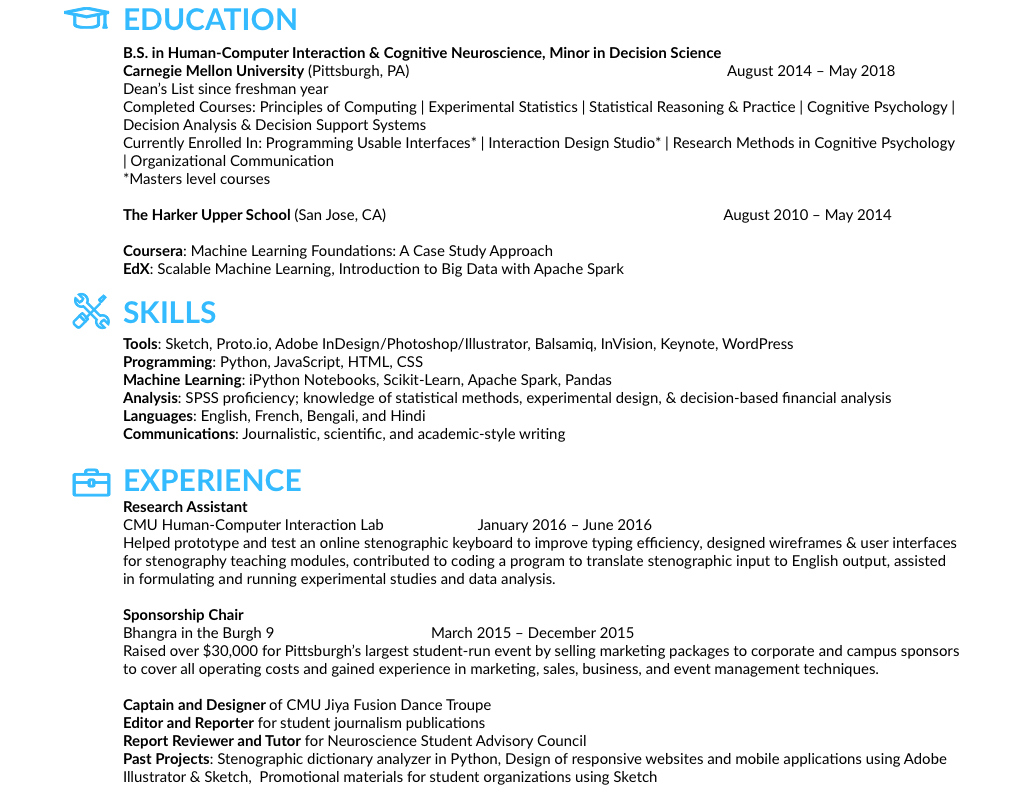 EDUCATION
B.S. in Human-Computer Interaction & Cognitive Neuroscience, Minor in Decision Science
Carnegie Mellon University (Pittsburgh, PA) August 2014 – May 2018
Dean’s List since freshman year
Completed Courses: Principles of Computing | Experimental Statistics | Statistical Reasoning & Practice | Cognitive Psychology |
Decision Analysis & Decision Support Systems
Currently Enrolled In: Programming Usable Interfaces* | Interaction Design Studio* | Research Methods in Cognitive Psychology
| Organizational Communication
*Masters level courses
The Harker Upper School (San Jose, CA) August 2010 – May 2014
Coursera: Machine Learning Foundations: A Case Study Approach
EdX: Scalable Machine Learning, Introduction to Big Data with Apache Spark
SKILLS
Tools: Sketch, Proto.io, Adobe InDesign/Photoshop/Illustrator, Balsamiq, InVision, Keynote, WordPress
Programming: Python, JavaScript, HTML, CSS
Machine Learning: iPython Notebooks, Scikit-Learn, Apache Spark, Pandas
Analysis: SPSS proficiency; knowledge of statistical methods, experimental design, & decision-based financial analysis
Languages: English, French, Bengali, and Hindi
Communications: Journalistic, scientific, and academic-style writing
EXPERIENCE
Research Assistant
CMU Human-Computer Interaction Lab January 2016 – June 2016
Helped prototype and test an online stenographic keyboard to improve typing efficiency, designed wireframes & user interfaces
for stenography teaching modules, contributed to coding a program to translate stenographic input to English output, assisted
in formulating and running experimental studies and data analysis.
Sponsorship Chair
Bhangra in the Burgh 9 March 2015 – December 2015
Raised over $30,000 for Pittsburgh’s largest student-run event by selling marketing packages to corporate and campus sponsors
to cover all operating costs and gained experience in marketing, sales, business, and event management techniques.
Captain and Designer of CMU Jiya Fusion Dance Troupe
Editor and Reporter for student journalism publications
Report Reviewer and Tutor for Neuroscience Student Advisory Council
Past Projects: Stenographic dictionary analyzer in Python, Design of responsive websites and mobile applications using Adobe
Illustrator & Sketch,  Promotional materials for student organizations using Sketch